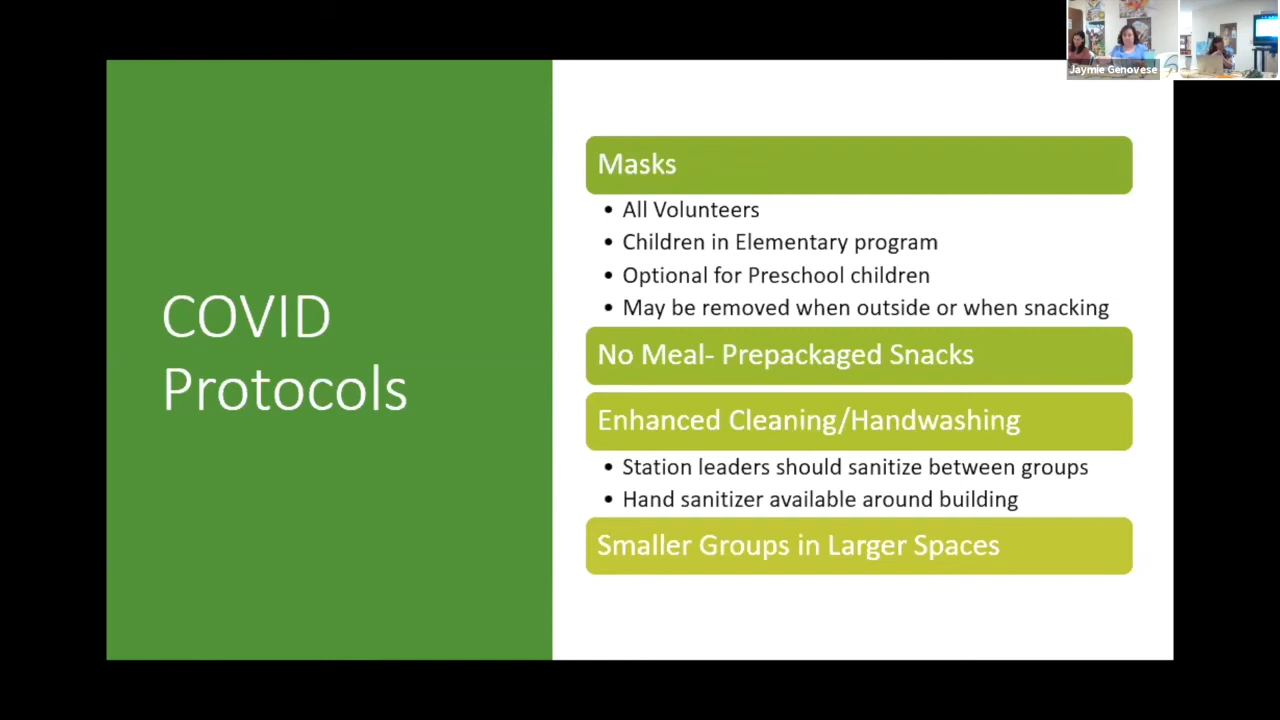 Jaymie Genovese
COVID
Protocols
Masks
• All Volunteers
• Children in Elementary program
• Optional for Preschool children
• May be removed when outside or when snacking
No Meal- Prepackaged Snacks
Enhanced Cleaning/Handwashing
• Station leaders should sanitize between groups
• Hand sanitizer available around building
Smaller Groups in Larger Spaces